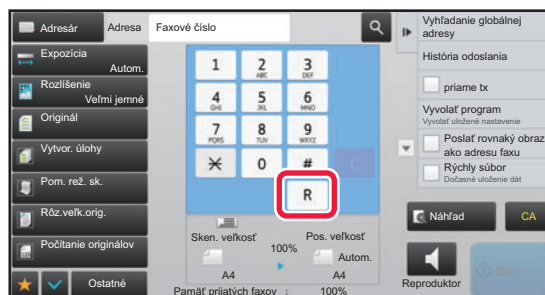 Adresár
Adresa
Faxové číslo
Expozícia
Autom.
Rozlíšenie
Veľmi jemné
Originál
Vytvor. úlohy
Pom. rež. sk.
Rôz.veľk.orig.
Počítanie originálov
Ostatné
1
2
ABC
3
DEF
4
GHI
5
JKL
6
MNO
7
PQRS
8
TUV
9
WXYZ
0
#
C
R
Sken. veľkosť
100%
Pos. veľkosť
Autom.
A4
A4
Pamäť prijatých faxov : 100%
Vyhľadanie globálnej
adresy
História odoslania
priame tx
Vyvolať program
Vyvolať uložené nastavenie
Poslať rovnaký obraz
ako adresu faxu
Rýchly súbor
Dočasné uloženie dát
Náhľad
CA
Reproduktor
Štart